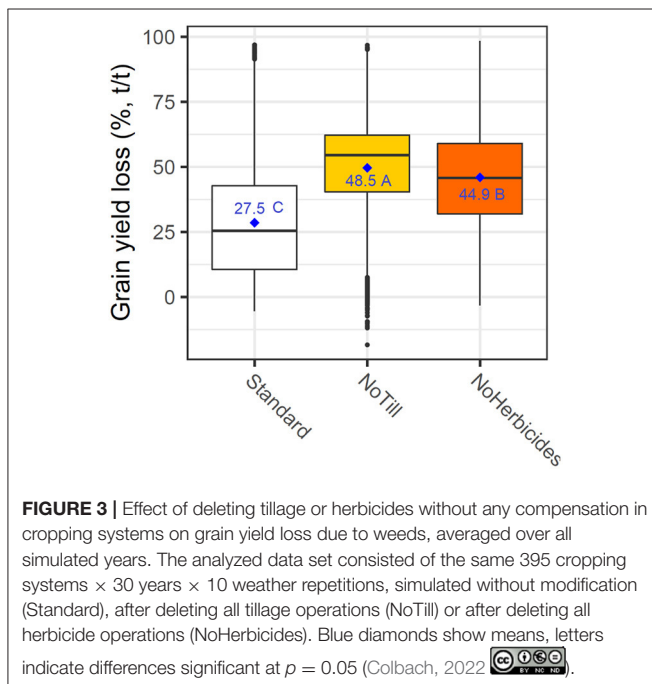 Grain yield loss (%, t/t)
100
75
50
25
0
27.5 C
48.5 A
44.9 B
Standard
NoTill
NoHerbicides
FIGURE 3 | Effect of deleting tillage or herbicides without any compensation in
cropping systems on grain yield loss due to weeds, averaged over all
simulated years. The analyzed data set consisted of the same 395 cropping
systems × 30 years × 10 weather repetitions, simulated without modification
(Standard), after deleting all tillage operations (NoTill) or after deleting all
herbicide operations (NoHerbicides). Blue diamonds show means, letters
indicate differences significant at p = 0.05 (Colbach, 2022 cc BY NC ND).